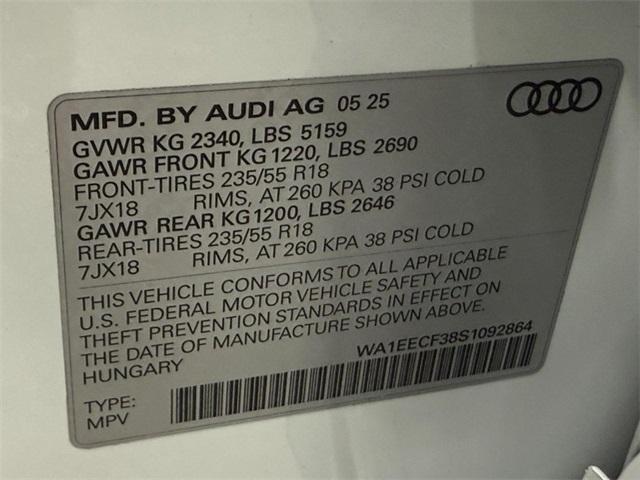 MFD. BY AUDI AG 05 25
GVWR KG 2340, LBS 5159
GAWR FRONT KG 1220, LBS 2690
FRONT-TIRES 235/55 R18
7JX18 RIMS, AT 260 KPA 38 PSI COLD
GAWR REAR KG 1200, LBS 2646
REAR-TIRES 235/55 R18
7JX18 RIMS, AT 260 KPA 38 PSI COLD
THIS VEHICLE CONFORMS TO ALL APPLICABLE
U.S. FEDERAL MOTOR VEHICLE SAFETY AND
THEFT PREVENTION STANDARDS IN EFFECT ON
THE DATE OF MANUFACTURE SHOWN ABOVE.
HUNGARY WA1EECF38S1092864
TYPE:
MPV